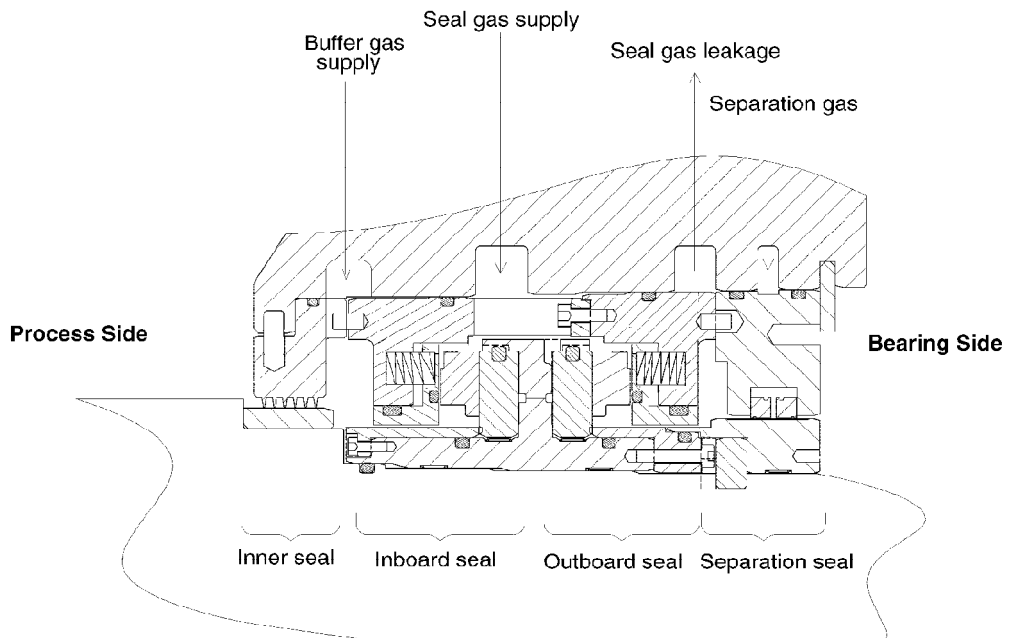 Seal gas supply
Buffer gas
supply
Seal gas leakage
Separation gas
Process Side
Bearing Side
Inner seal
Inboard seal
Outboard seal
Separation seal